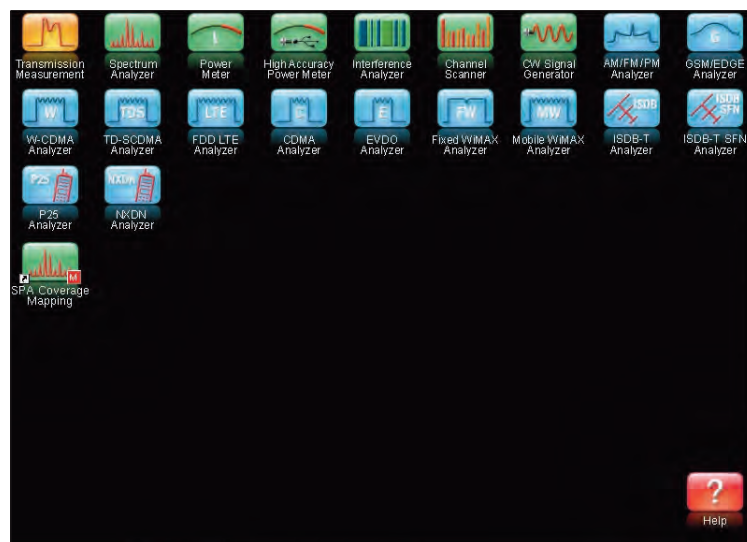 Transmission Measurement
Spectrum Analyzer
Power Meter
High Accuracy Power Meter
Interference Analyzer
Channel Scanner
CW Signal Generator
AM/FM/PM Analyzer
G
GSM/EDGE Analyzer
W
W-CDMA Analyzer
TDS
TD-SCDMA Analyzer
LTE
FDD LTE Analyzer
C
CDMA Analyzer
E
EVDO Analyzer
FW
Fixed WiMAX Analyzer
MW
Mobile WiMAX Analyzer
ISDB
ISDB-T Analyzer
ISDB SFN
ISDB-T SFN Analyzer
P25
P25 Analyzer
NXDN
NXDN Analyzer
M
SPA Coverage Mapping
?
Help